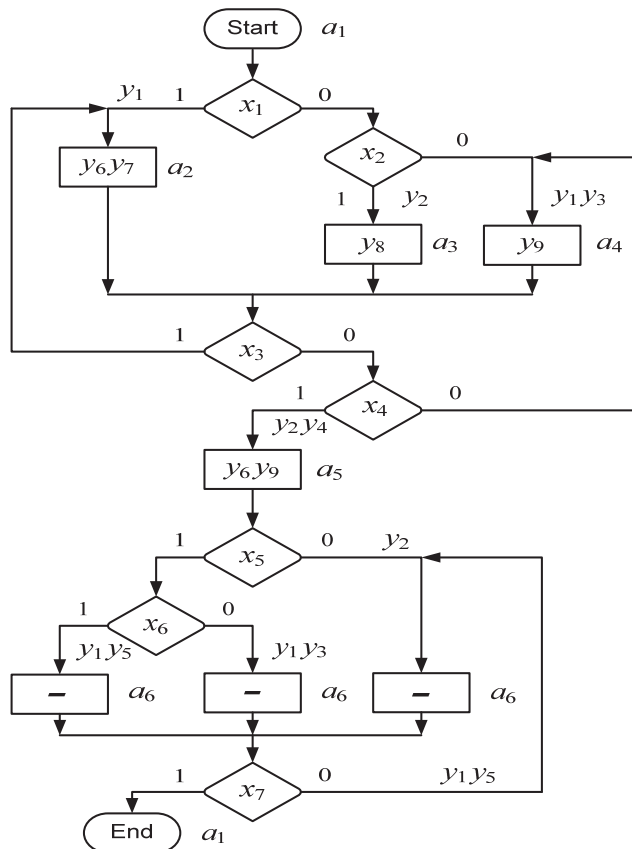 Start a1
y1 1 x1 0
x2 0
y6y7 a2 1 y2 y1y3
y8 a3 y9 a4
1 x3 0
1 x4 0
y2y4
y6y9 a5
1 x5 0 y2
1 x6 0
y1y5 y1y3
– a6 – a6 – a6
1 x7 0 y1y5
End a1